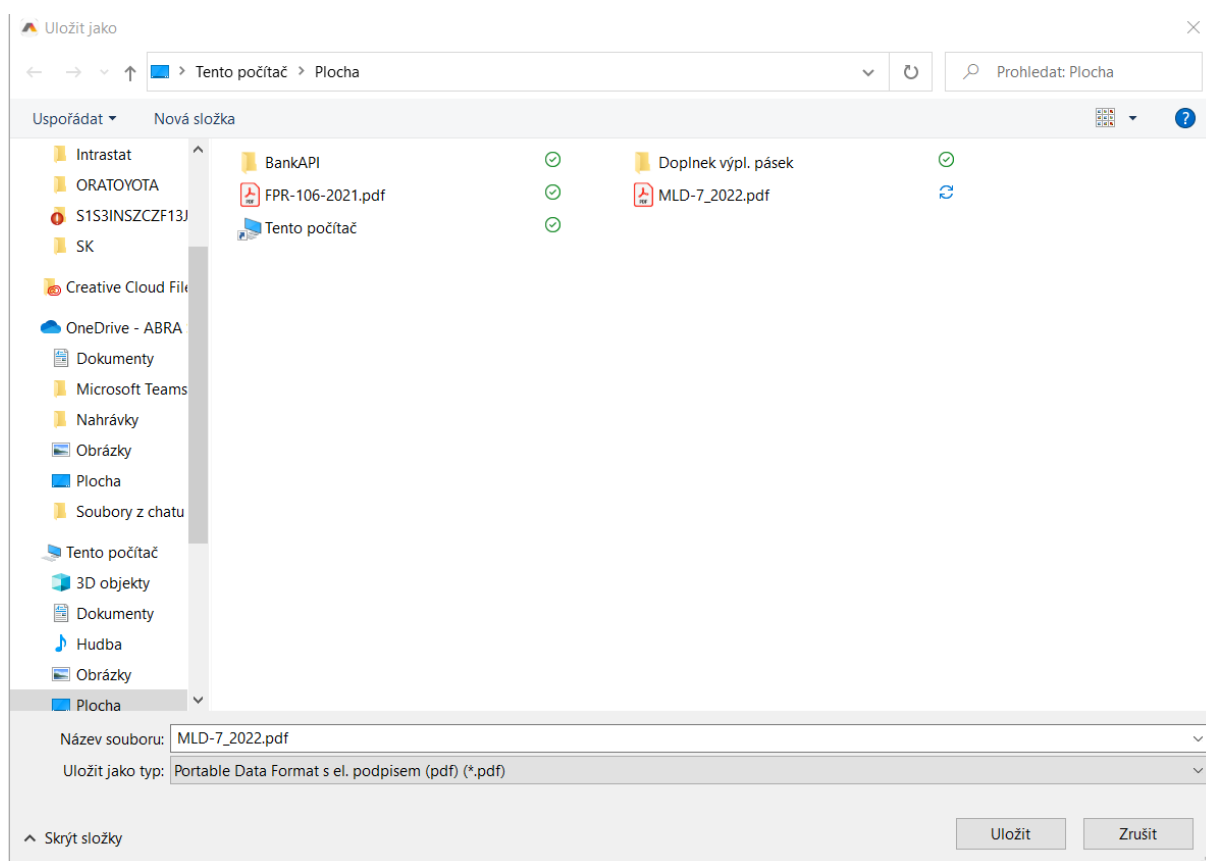 Uložit jako
Tento počítač > Plocha
Prohledat: Plocha
Uspořádat
Nová složka
?
Intrastat
ORATOYOTA
S1S3INSZCZF13J
SK
Creative Cloud File
OneDrive - ABRA
Dokumenty
Microsoft Teams
Nahrávky
Obrázky
Plocha
Soubory z chatu
Tento počítač
3D objekty
Dokumenty
Hudba
Obrázky
Plocha
BankAPI
Doplnek výpl. pásek
FPR-106-2021.pdf
MLD-7_2022.pdf
Tento počítač
Název souboru: MLD-7_2022.pdf
Uložit jako typ: Portable Data Format s el. podpisem (pdf) (*.pdf)
Skrýt složky
Uložit
Zrušit